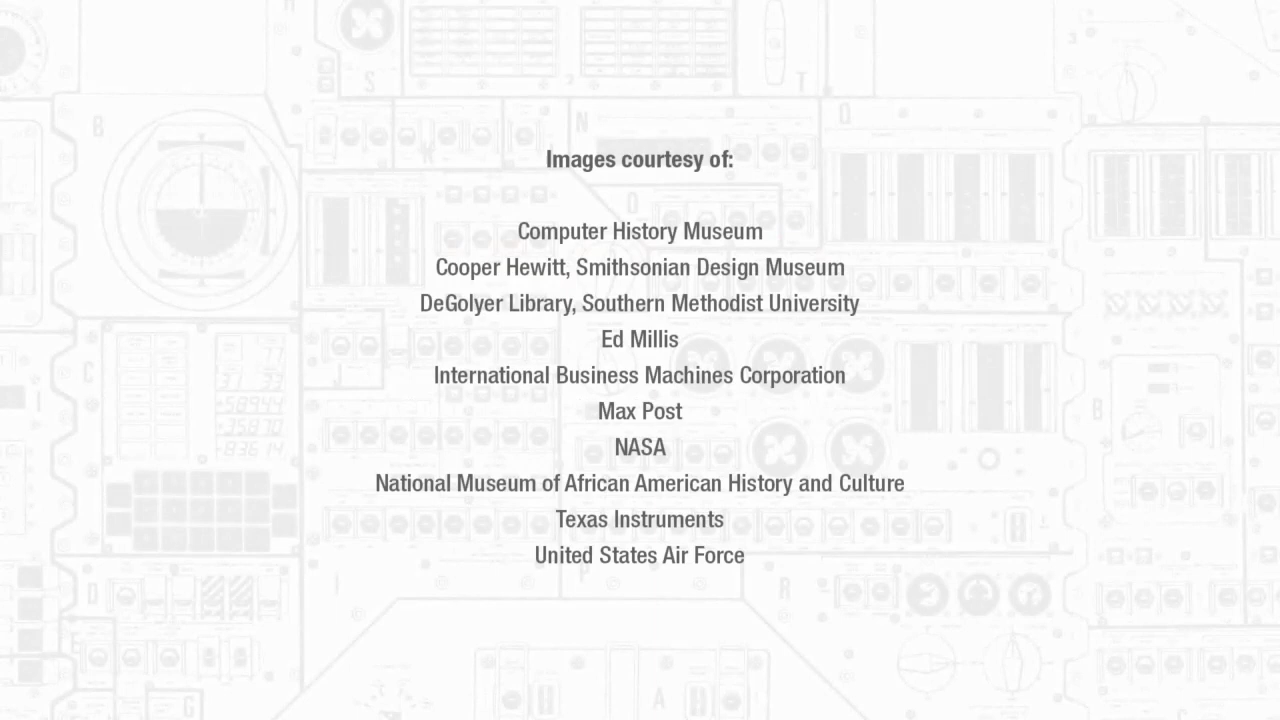 Images courtesy of:
Computer History Museum
Cooper Hewitt, Smithsonian Design Museum
DeGolyer Library, Southern Methodist University
Ed Millis
International Business Machines Corporation
Max Post
NASA
National Museum of African American History and Culture
Texas Instruments
United States Air Force